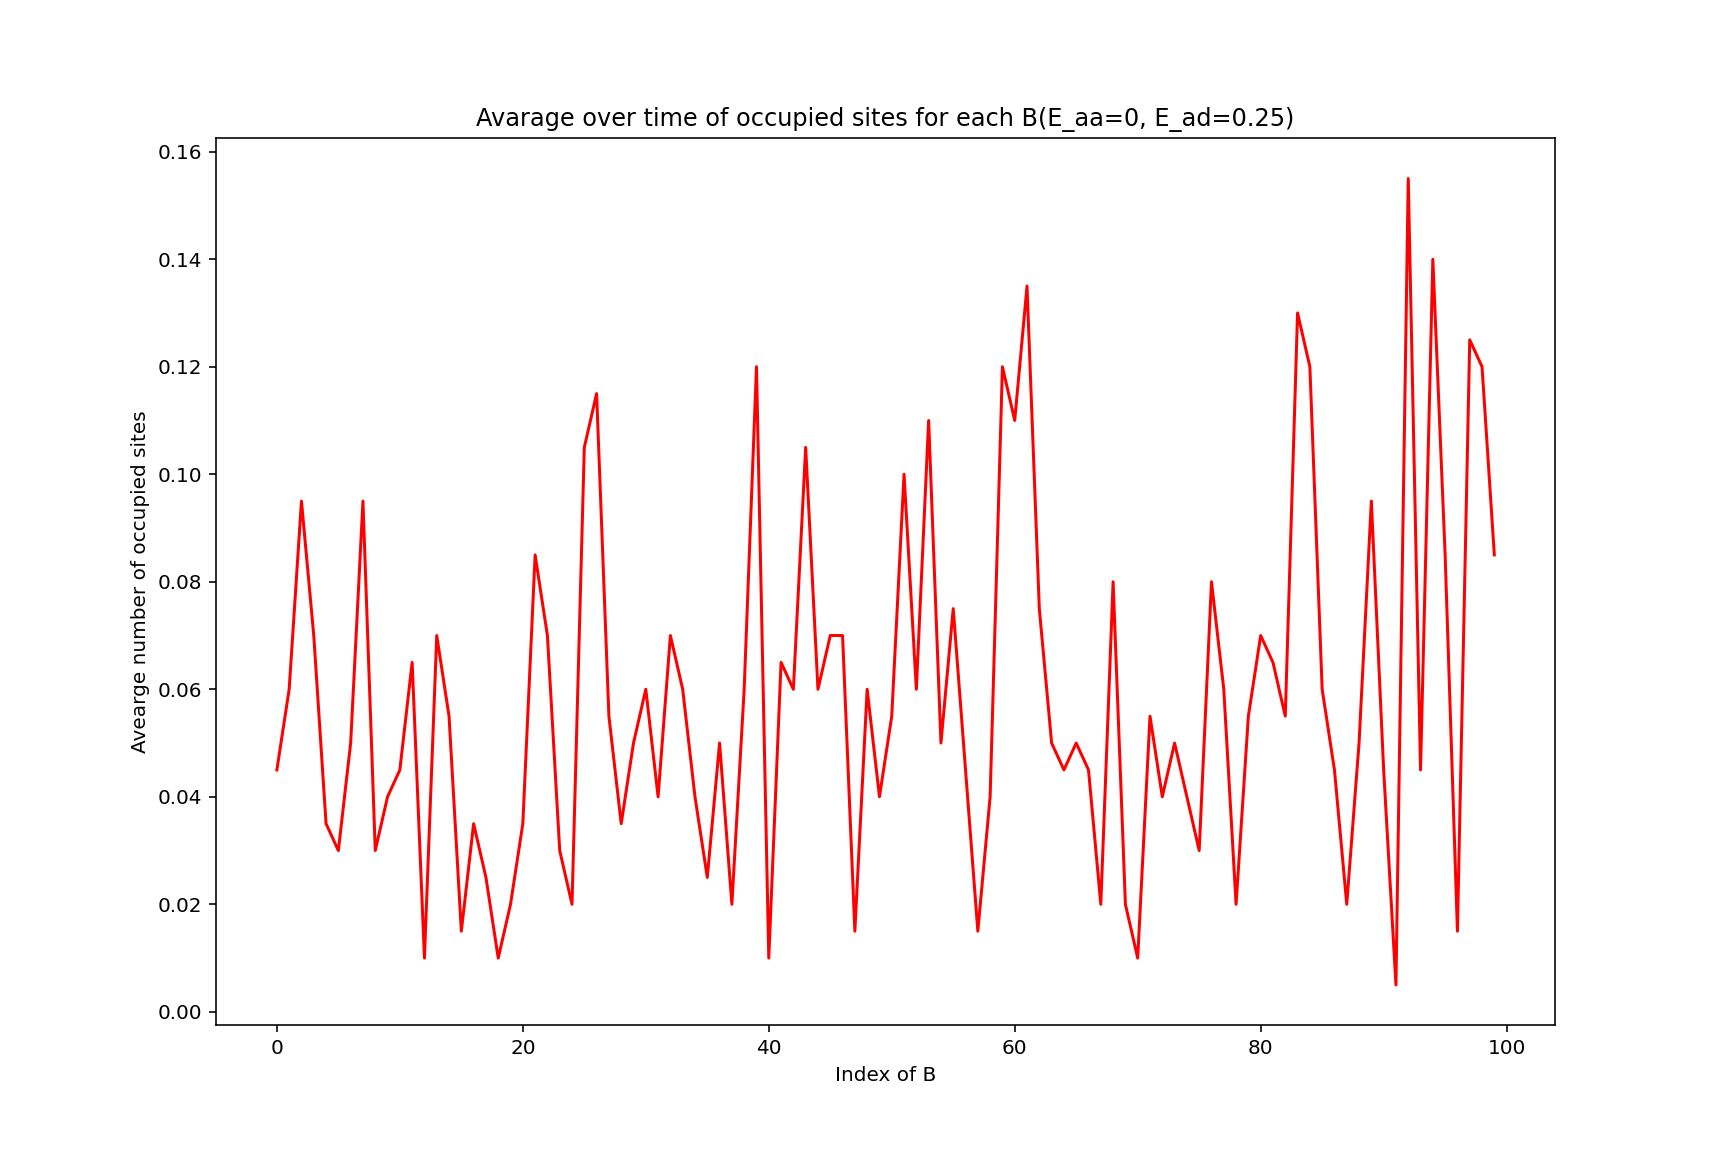 Avarage over time of occupied sites for each B(E_aa=0, E_ad=0.25)
0.16
0.14
0.12
0.10
0.08
0.06
0.04
0.02
0.00
Avearge number of occupied sites
0 20 40 60 80 100
Index of B